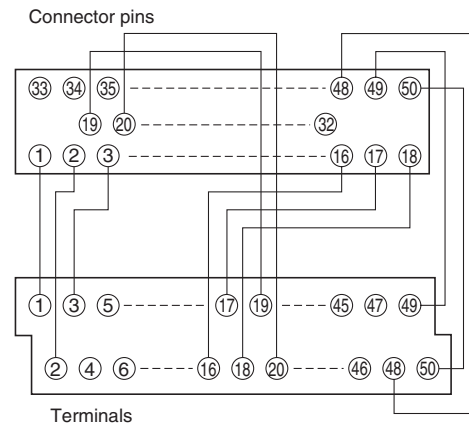 Connector pins
33 34 35 48 49 50
19 20 32
1 2 3 16 17 18
1 3 5 17 19 45 47 49
2 4 6 16 18 20 46 48 50
Terminals